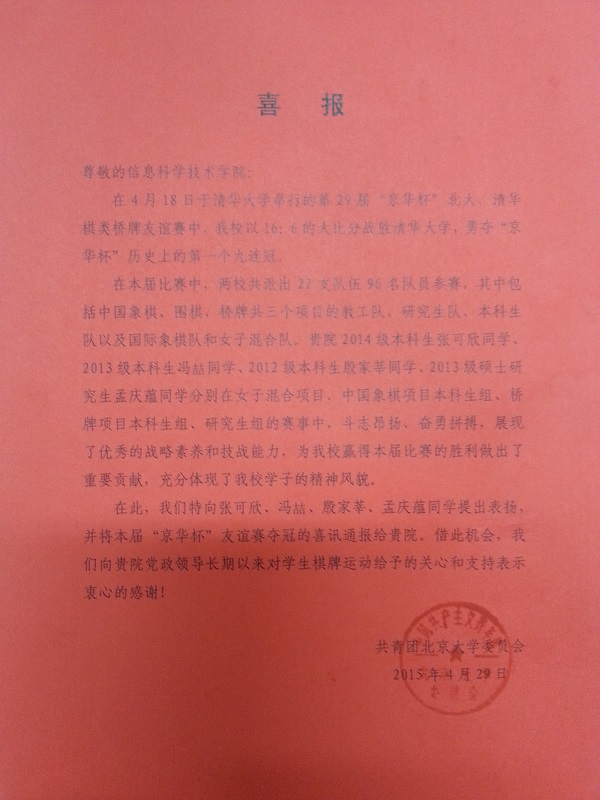 喜 报
尊敬的信息科学技术学院:
在4月18日于清华大学举行的第29届“京华杯”北大、清华
棋类桥牌友谊赛中，我校以16:6的大比分战胜清华大学，勇夺“京
华杯”历史上的第一个九连冠。
在本届比赛中，两校共派出22支队伍96名队员参赛，其中包
括中国象棋、围棋、桥牌共三个项目的教工队，研究生队、本科生
队以及国际象棋队和女子混合队。贵院2014级本科生张可欣同学、
2013级本科生冯喆同学、2012级本科生殷家莘同学、2013级硕士研
究生孟庆蕴同学分别在女子混合项目、中国象棋项目本科生组、桥
牌项目本科生组、研究生组的赛事中，斗志昂扬、奋勇拼搏，展现
了优秀的战略素养和技战能力，为我校赢得本届比赛的胜利做出了
重要贡献，充分体现了我校学子的精神风貌。
在此，我们特向张可欣、冯喆、殷家莘、孟庆蕴同学提出表扬，
并将本届“京华杯”友谊赛夺冠的喜讯通报给贵院。借此机会，我
们向贵院党政领导长期以来对学生棋牌运动给予的关心和支持表示
衷心的感谢！
共青团北京大学委员会
2015年4月29日